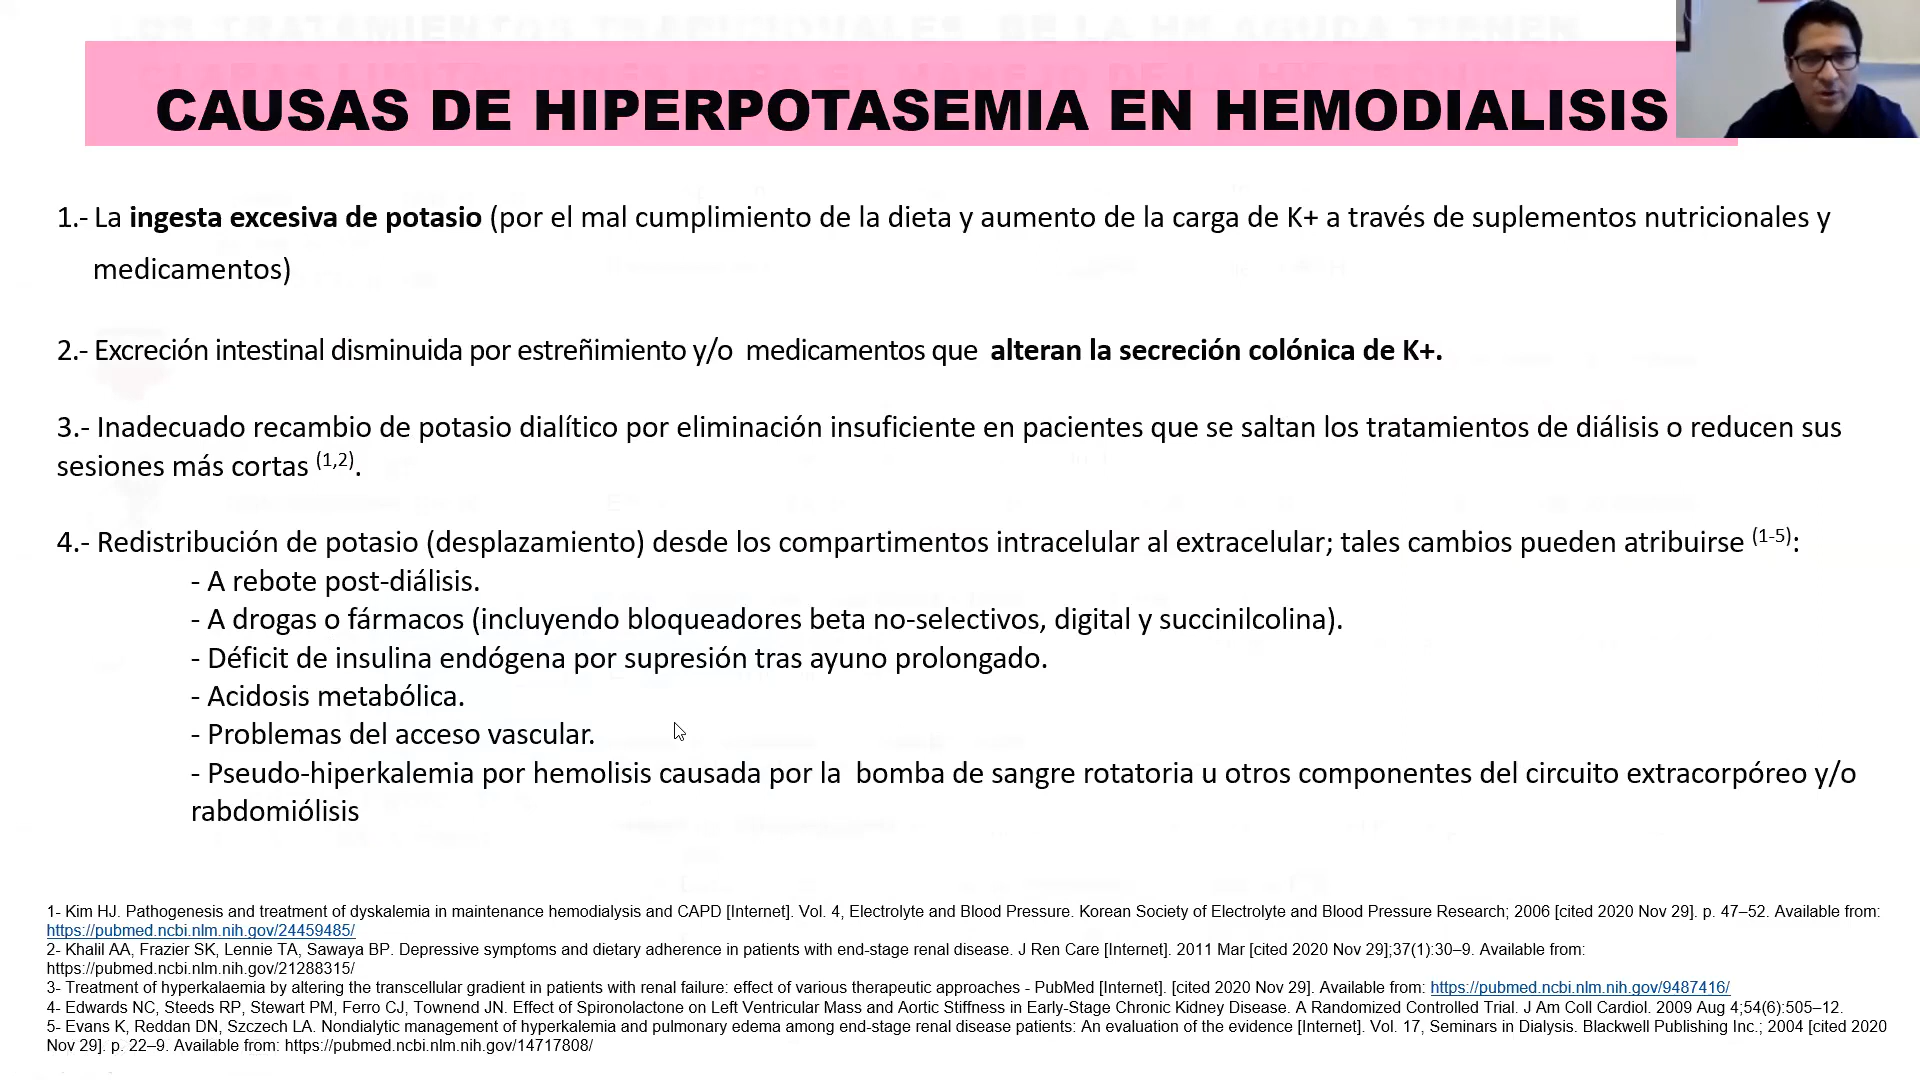 CAUSAS DE HIPERPOTASEMIA EN HEMODIALISIS
1.- La ingesta excesiva de potasio (por el mal cumplimiento de la dieta y aumento de la carga de K+ a través de suplementos nutricionales y
medicamentos)
2.- Excreción intestinal disminuida por estreñimiento y/o medicamentos que alteran la secreción colónica de K+.
3.- Inadecuado recambio de potasio dialítico por eliminación insuficiente en pacientes que se saltan los tratamientos de diálisis o reducen sus
sesiones más cortas (1,2).
4.- Redistribución de potasio (desplazamiento) desde los compartimentos intracelular al extracelular; tales cambios pueden atribuirse (1-5):
- A rebote post-diálisis.
- A drogas o fármacos (incluyendo bloqueadores beta no-selectivos, digital y succinilcolina).
- Déficit de insulina endógena por supresión tras ayuno prolongado.
- Acidosis metabólica.
- Problemas del acceso vascular.
- Pseudo-hiperkalemia por hemolisis causada por la bomba de sangre rotatoria u otros componentes del circuito extracorpóreo y/o
rabdomiólisis
1- Kim HJ. Pathogenesis and treatment of dyskalemia in maintenance hemodialysis and CAPD [Internet]. Vol. 4, Electrolyte and Blood Pressure. Korean Society of Electrolyte and Blood Pressure Research; 2006 [cited 2020 Nov 29]. p. 47–52. Available from:
https://pubmed.ncbi.nlm.nih.gov/24459485/
2- Khalil AA, Frazier SK, Lennie TA, Sawaya BP. Depressive symptoms and dietary adherence in patients with end-stage renal disease. J Ren Care [Internet]. 2011 Mar [cited 2020 Nov 29];37(1):30–9. Available from:
https://pubmed.ncbi.nlm.nih.gov/21288315/
3- Treatment of hyperkalaemia by altering the transcellular gradient in patients with renal failure: effect of various therapeutic approaches - PubMed [Internet]. [cited 2020 Nov 29]. Available from: https://pubmed.ncbi.nlm.nih.gov/9487416/
4- Edwards NC, Steeds RP, Stewart PM, Ferro CJ, Townend JN. Effect of Spironolactone on Left Ventricular Mass and Aortic Stiffness in Early-Stage Chronic Kidney Disease. A Randomized Controlled Trial. J Am Coll Cardiol. 2009 Aug 4;54(6):505–12.
5- Evans K, Reddan DN, Szczech LA. Nondialytic management of hyperkalemia and pulmonary edema among end-stage renal disease patients: An evaluation of the evidence [Internet]. Vol. 17, Seminars in Dialysis. Blackwell Publishing Inc.; 2004 [cited 2020
Nov 29]. p. 22–9. Available from: https://pubmed.ncbi.nlm.nih.gov/14717808/